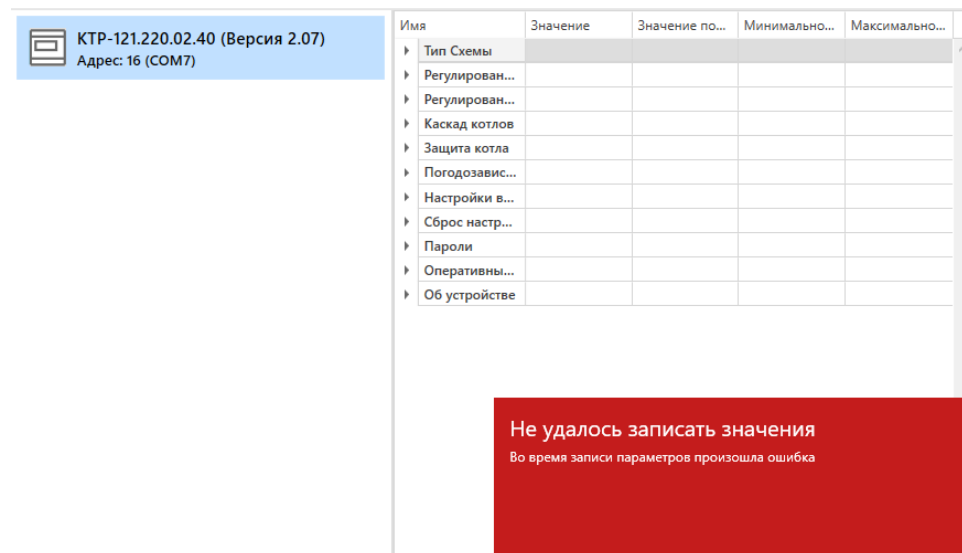 КТР-121.220.02.40 (Версия 2.07)
Адрес: 16 (COM7)
Имя Значение Значение по... Минимально... Максимально...
Тип Схемы
Регулирован...
Регулирован...
Каскад котлов
Защита котла
Погодозавис...
Настройки в...
Сброс настр...
Пароли
Оперативны...
Об устройстве
Не удалось записать значения
Во время записи параметров произошла ошибка